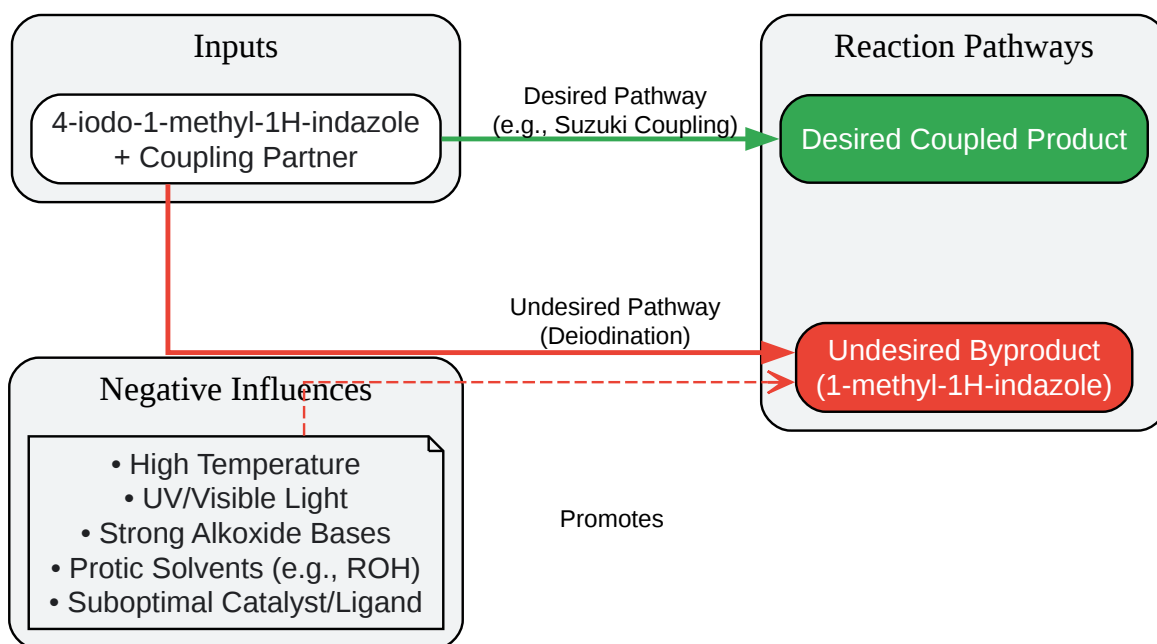 Inputs
4-iodo-1-methyl-1H-indazole
+ Coupling Partner
Desired Pathway
(e.g., Suzuki Coupling)
Reaction Pathways
Desired Coupled Product
Undesired Pathway
(Deiodination)
Undesired Byproduct
(1-methyl-1H-indazole)
Negative Influences
• High Temperature
• UV/Visible Light
• Strong Alkoxide Bases
• Protic Solvents (e.g., ROH)
• Suboptimal Catalyst/Ligand
Promotes